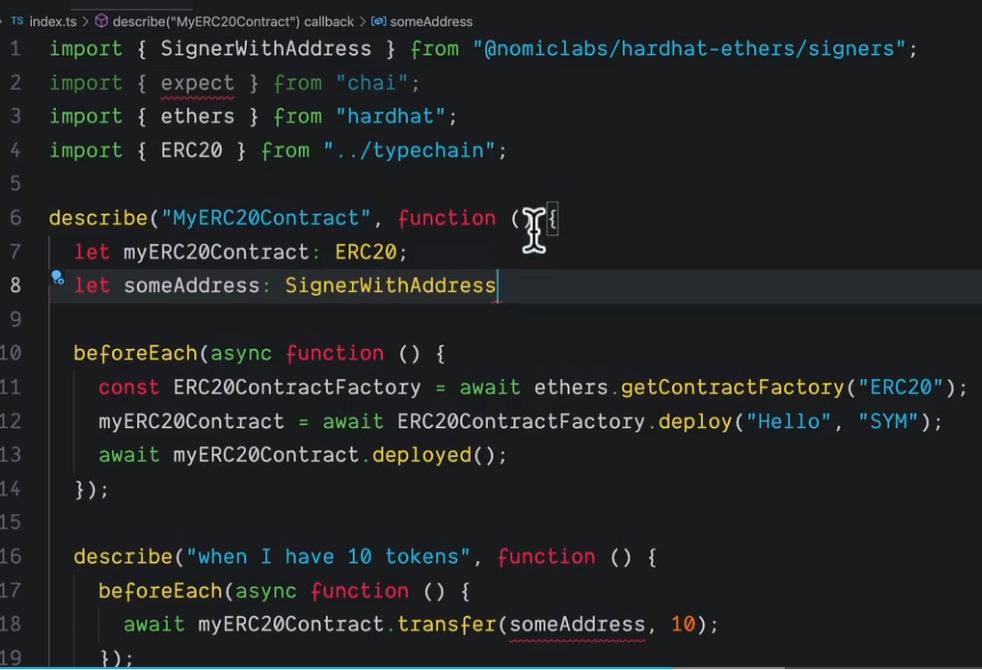 TS index.ts > describe("MyERC20Contract") callback > someAddress
1 import { SignerWithAddress } from "@nomiclabs/hardhat-ethers/signers";
2 import { expect } from "chai";
3 import { ethers } from "hardhat";
4 import { ERC20 } from "../typechain";
5
6 describe("MyERC20Contract", function () {
7 let myERC20Contract: ERC20;
8 let someAddress: SignerWithAddress
9
10 beforeEach(async function () {
11 const ERC20ContractFactory = await ethers.getContractFactory("ERC20");
12 myERC20Contract = await ERC20ContractFactory.deploy("Hello", "SYM");
13 await myERC20Contract.deployed();
14 });
15
16 describe("when I have 10 tokens", function () {
17 beforeEach(async function () {
18 await myERC20Contract.transfer(someAddress, 10);
19 });